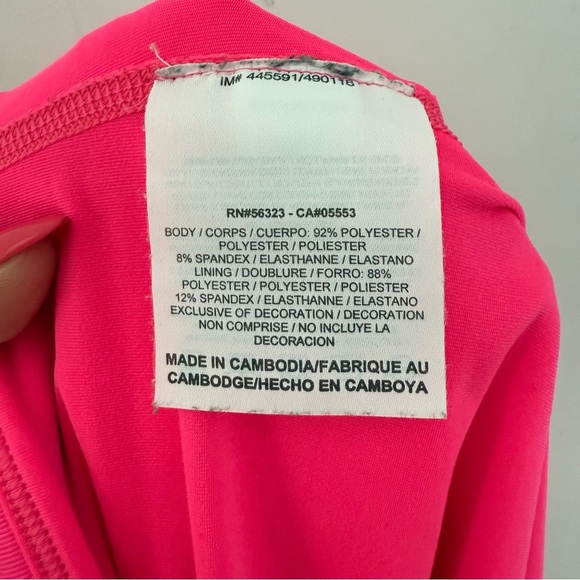 IM# 445591/490118
RN#56323 - CA#05553
BODY / CORPS / CUERPO: 92% POLYESTER /
POLYESTER / POLIESTER
8% SPANDEX / ELASTHANNE / ELASTANO
LINING / DOUBLURE / FORRO: 88%
POLYESTER / POLYESTER / POLIESTER
12% SPANDEX / ELASTHANNE / ELASTANO
EXCLUSIVE OF DECORATION / DECORATION
NON COMPRISE / NO INCLUYE LA
DECORACIÓN
MADE IN CAMBODIA/FABRIQUE AU
CAMBODGE/HECHO EN CAMBOYA